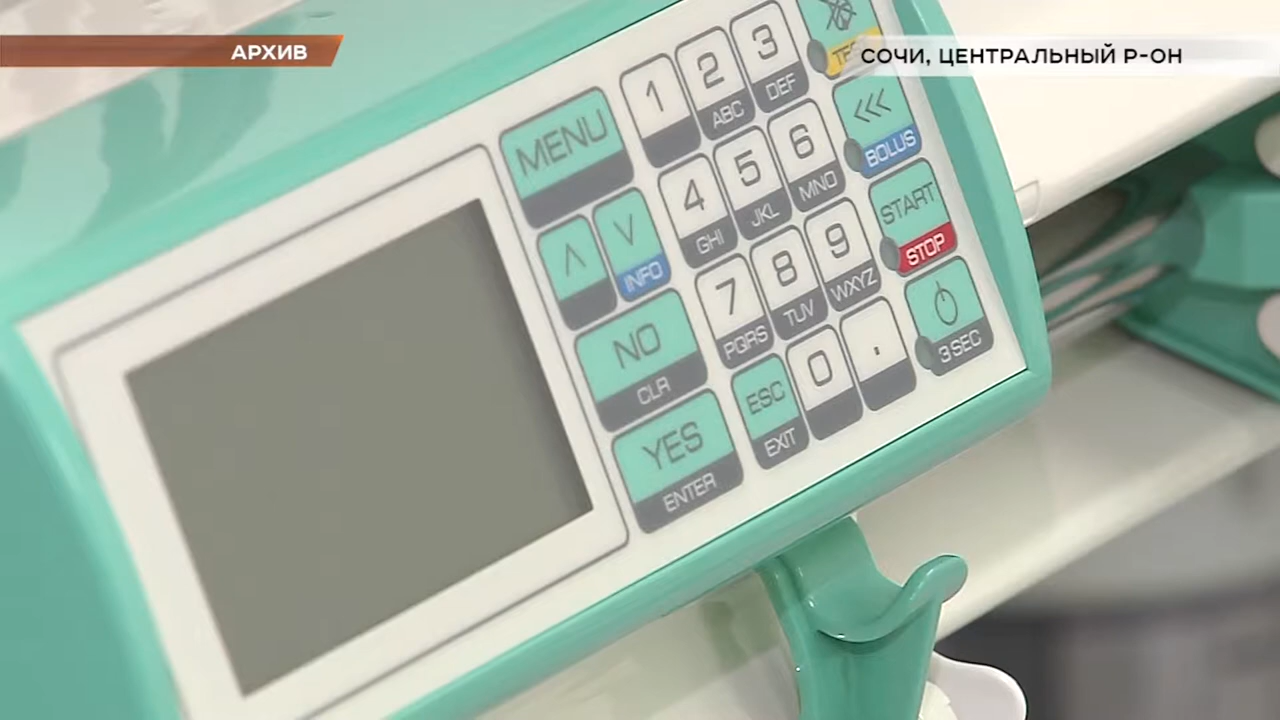 АРХИВ
СОЧИ, ЦЕНТРАЛЬНЫЙ Р-ОН
MENU
1
2
ABC
3
DEF
<<<
BOLUS
4
GHI
5
JKL
6
MNO
START
STOP
INFO
NO
CLR
7
PQRS
8
TUV
9
WXYZ
3 SEC
YES
ENTER
ESC
EXIT
0
.